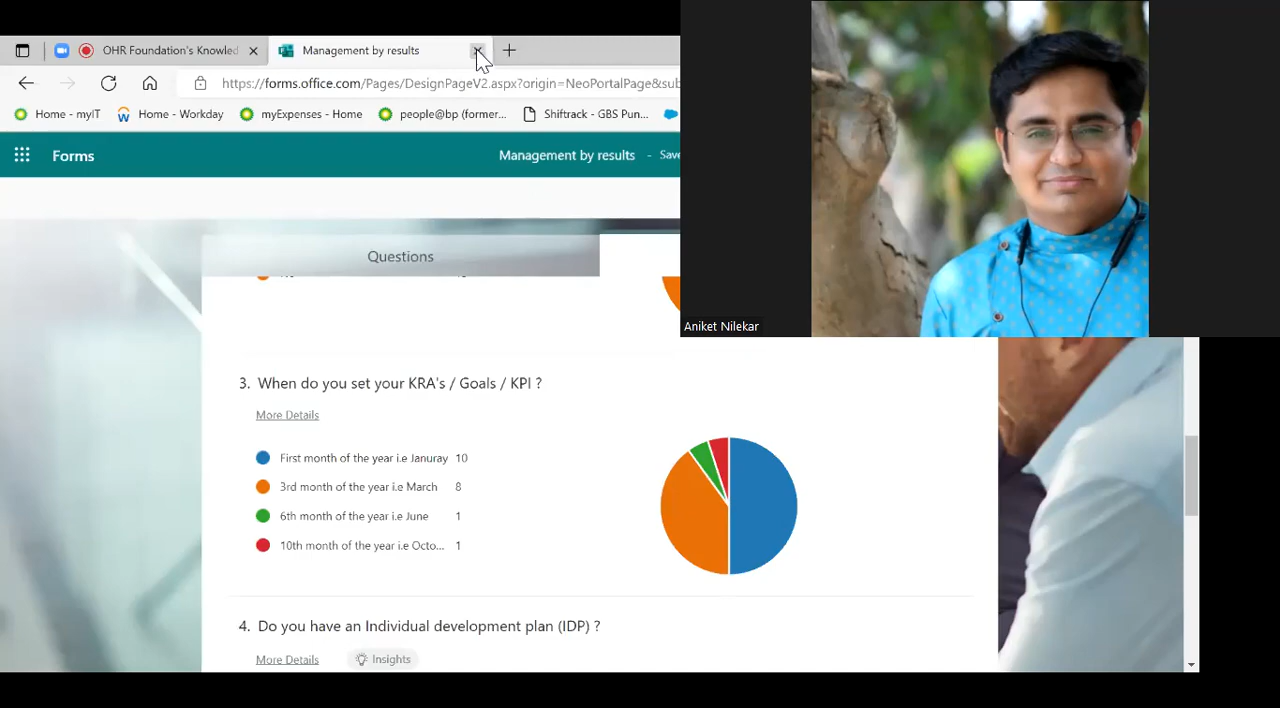 OHR Foundation's Knowled
Management by results
https://forms.office.com/Pages/DesignPageV2.aspx?origin=NeoPortalPage&sub
Home - myIT
Home - Workday
myExpenses - Home
people@bp (former...
Shiftrack - GBS Pun...
Forms
Management by results - Save
Aniket Nilekar
Questions
3. When do you set your KRA's / Goals / KPI ?
More Details
First month of the year i.e Januray 10
3rd month of the year i.e March 8
6th month of the year i.e June 1
10th month of the year i.e Octo... 1
4. Do you have an Individual development plan (IDP) ?
More Details
Insights